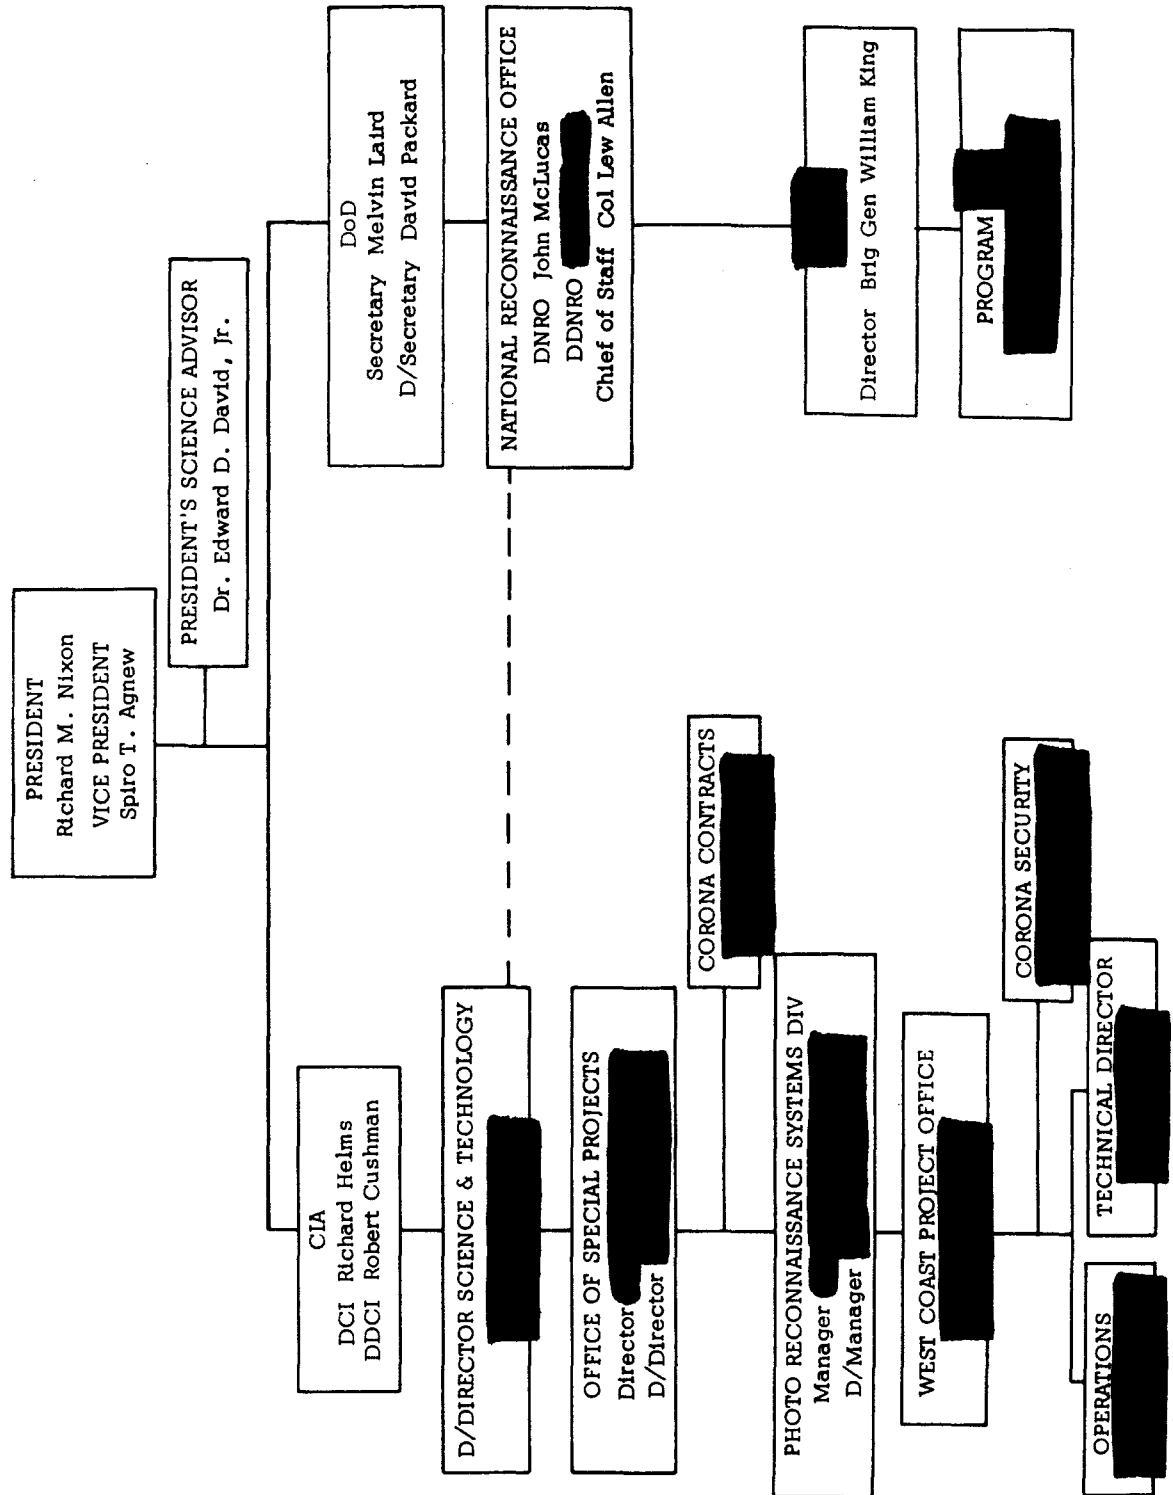 PRESIDENT
Richard M. Nixon
VICE PRESIDENT
Spiro T. Agnew
PRESIDENT'S SCIENCE ADVISOR
Dr. Edward D. David, Jr.
CIA
DCI Richard Helms
DDCI Robert Cushman
DoD
Secretary Melvin Laird
D/Secretary David Packard
D/DIRECTOR SCIENCE & TECHNOLOGY
NATIONAL RECONNAISSANCE OFFICE
DNRO John McLucas
DDNRO
Chief of Staff Col Lew Allen
OFFICE OF SPECIAL PROJECTS
Director
D/Director
CORONA CONTRACTS
PHOTO RECONNAISSANCE SYSTEMS DIV
Manager
D/Manager
Director Brig Gen William King
WEST COAST PROJECT OFFICE
PROGRAM
CORONA SECURITY
OPERATIONS
TECHNICAL DIRECTOR